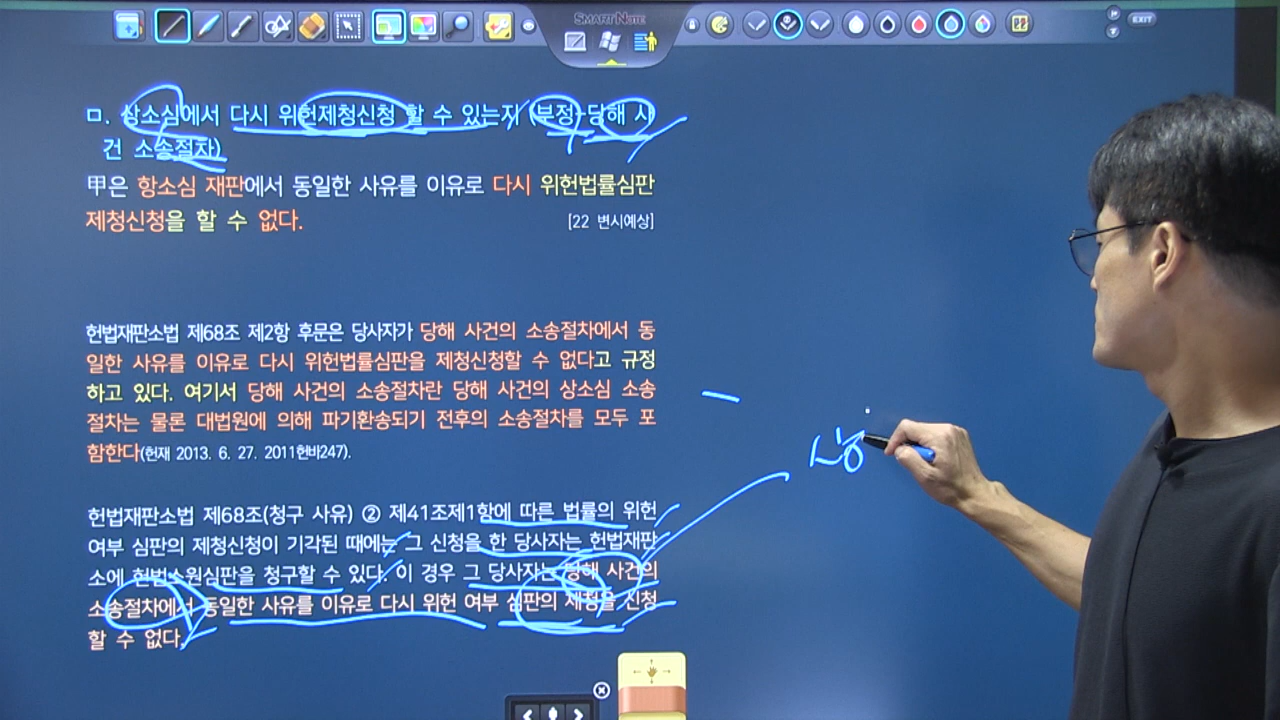 SMART NOTE
EXIT
ㅁ. 상소심에서 다시 위헌제청신청 할 수 있는지 (부정-당해 사
건 소송절차)
甲은 항소심 재판에서 동일한 사유를 이유로 다시 위헌법률심판
제청신청을 할 수 없다. [22 변시예상]
헌법재판소법 제68조 제2항 후문은 당사자가 당해 사건의 소송절차에서 동
일한 사유를 이유로 다시 위헌법률심판을 제청신청할 수 없다고 규정
하고 있다. 여기서 당해 사건의 소송절차란 당해 사건의 상소심 소송
절차는 물론 대법원에 의해 파기환송되기 전후의 소송절차를 모두 포
함한다(헌재 2013. 6. 27. 2011헌바247).
상
헌법재판소법 제68조(청구 사유) ② 제41조제1항에 따른 법률의 위헌
여부 심판의 제청신청이 기각된 때에는 그 신청을 한 당사자는 헌법재판
소에 헌법소원심판을 청구할 수 있다. 이 경우 그 당사자는 당해 사건의
소송절차에서 동일한 사유를 이유로 다시 위헌 여부 심판의 제청을 신청
할 수 없다.